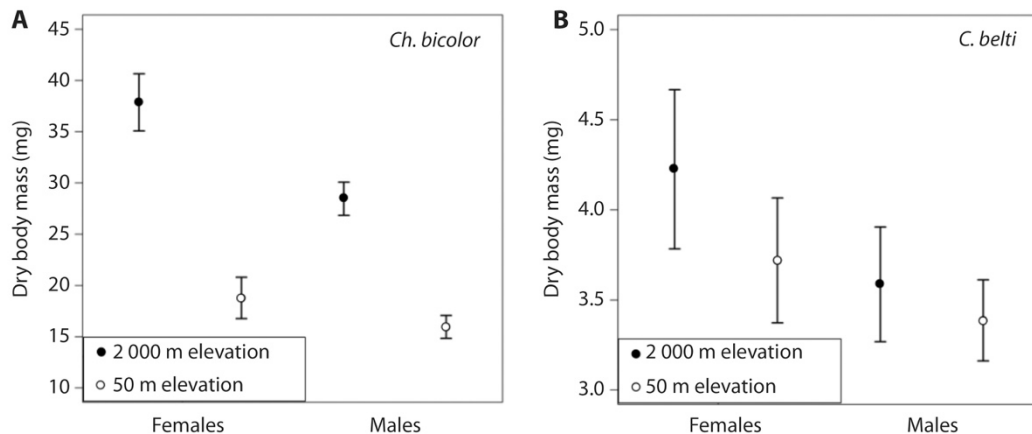 A
Ch. bicolor
Dry body mass (mg)
45
40
35
30
25
20
15
10
2 000 m elevation
50 m elevation
Females
Males
B
C. belti
Dry body mass (mg)
5.0
4.5
4.0
3.5
3.0
2 000 m elevation
50 m elevation
Females
Males